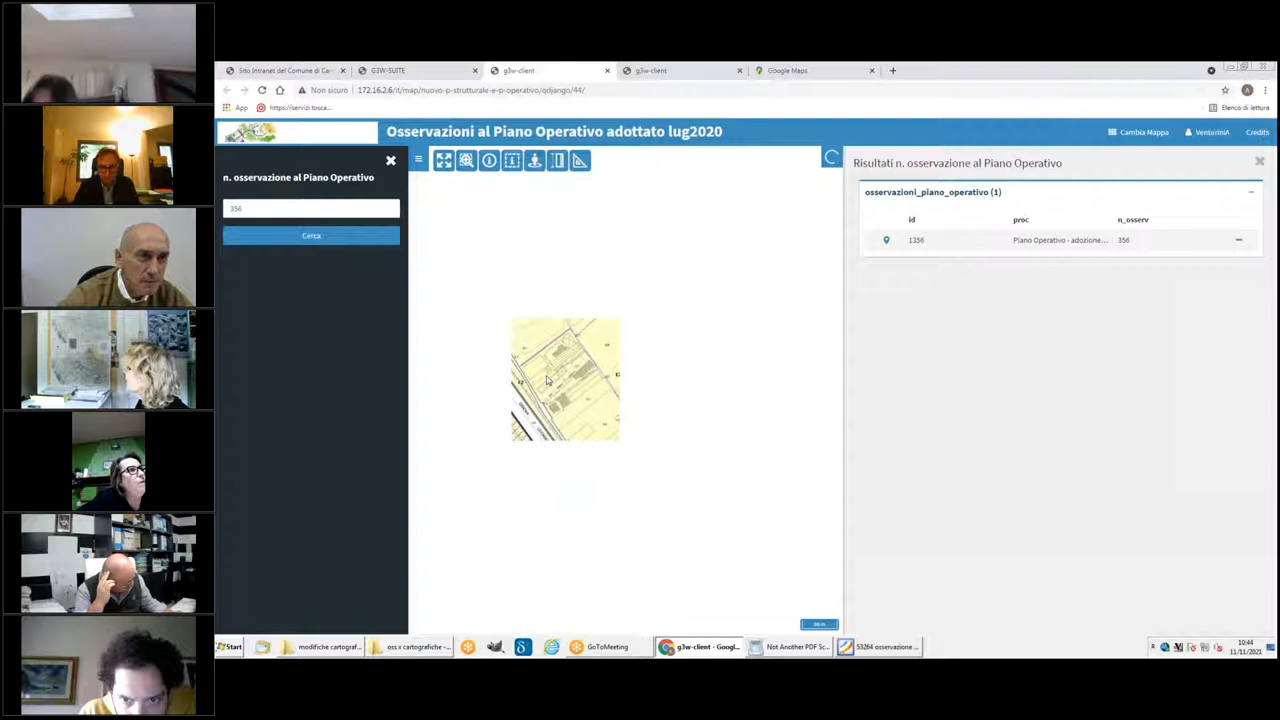 Sito Intranet del Comune di Ca
G3W-SUITE
g3w-client
g3w-client
Google Maps
Non sicuro
172.16.2.6/it/map/nuovo-p-strutturale-e-p-operativo/qdjango/44/
App
https://servizi.tosca...
Elenco di lettura
Osservazioni al Piano Operativo adottato lug2020
Cambia Mappa
VenturiniA
Credits
n. osservazione al Piano Operativo
356
Cerca
Risultati n. osservazione al Piano Operativo
osservazioni_piano_operativo (1)
id proc n_osserv
1356 Piano Operativo - adozione... 356
Start
modifiche cartograf...
oss x cartografiche -...
GoToMeeting
g3w-client - Googl...
Not Another PDF Sc...
53264 osservazione ...
10:44
11/11/2021